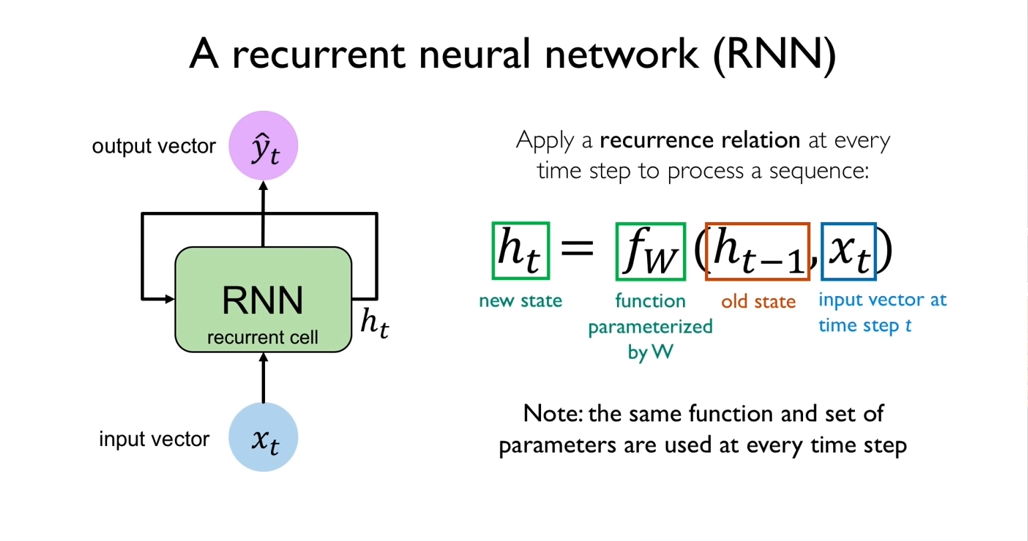 A recurrent neural network (RNN)
output vector
ŷₜ
RNN
recurrent cell
hₜ
input vector
xₜ
Apply a recurrence relation at every
time step to process a sequence:
hₜ = f_W(hₜ₋₁, xₜ)
new state
function
parameterized
by W
old state
input vector at
time step t
Note: the same function and set of
parameters are used at every time step